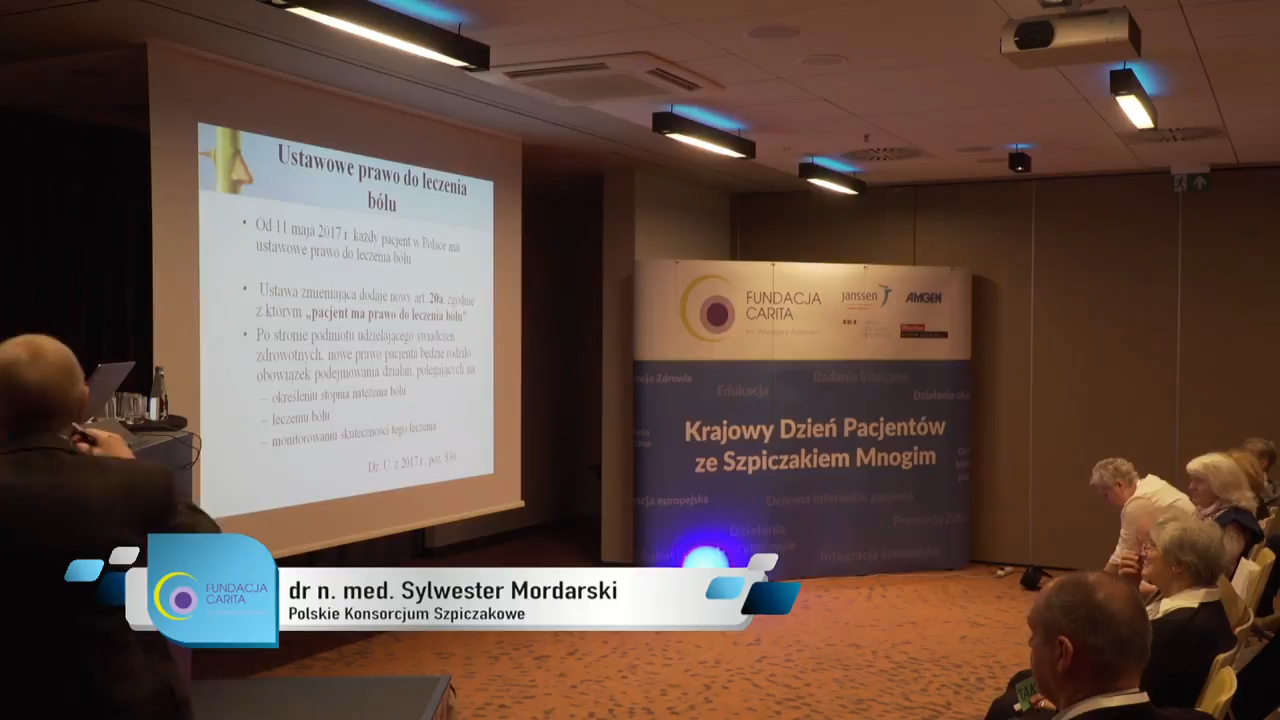 Ustawowe prawo do leczenia
bólu
• Od 11 maja 2017 r. każdy pacjent w Polsce ma
ustawowe prawo do leczenia bólu
• Ustawa zmieniająca dodaje nowy art. 20a, zgodnie
z którym „pacjent ma prawo do leczenia bólu"
• Po stronie podmiotu udzielającego świadczeń
zdrowotnych, nowe prawo pacjenta będzie rodziło
obowiązek podejmowania działań, polegających na
– określeniu stopnia natężenia bólu
– leczeniu bólu
– monitorowaniu skuteczności tego leczenia
Dz. U. z 2017 r., poz. 836
FUNDACJA
CARITA
janssen
AMGEN
Zdrowia
Edukacja
Badania kliniczne
Działania
Krajowy Dzień Pacjentów
ze Szpiczakiem Mnogim
europejska
Ochrona interesów pacjenta
Działania
Integracja europejska
FUNDACJA
CARITA
dr n. med. Sylwester Mordarski
Polskie Konsorcjum Szpiczakowe
TAK